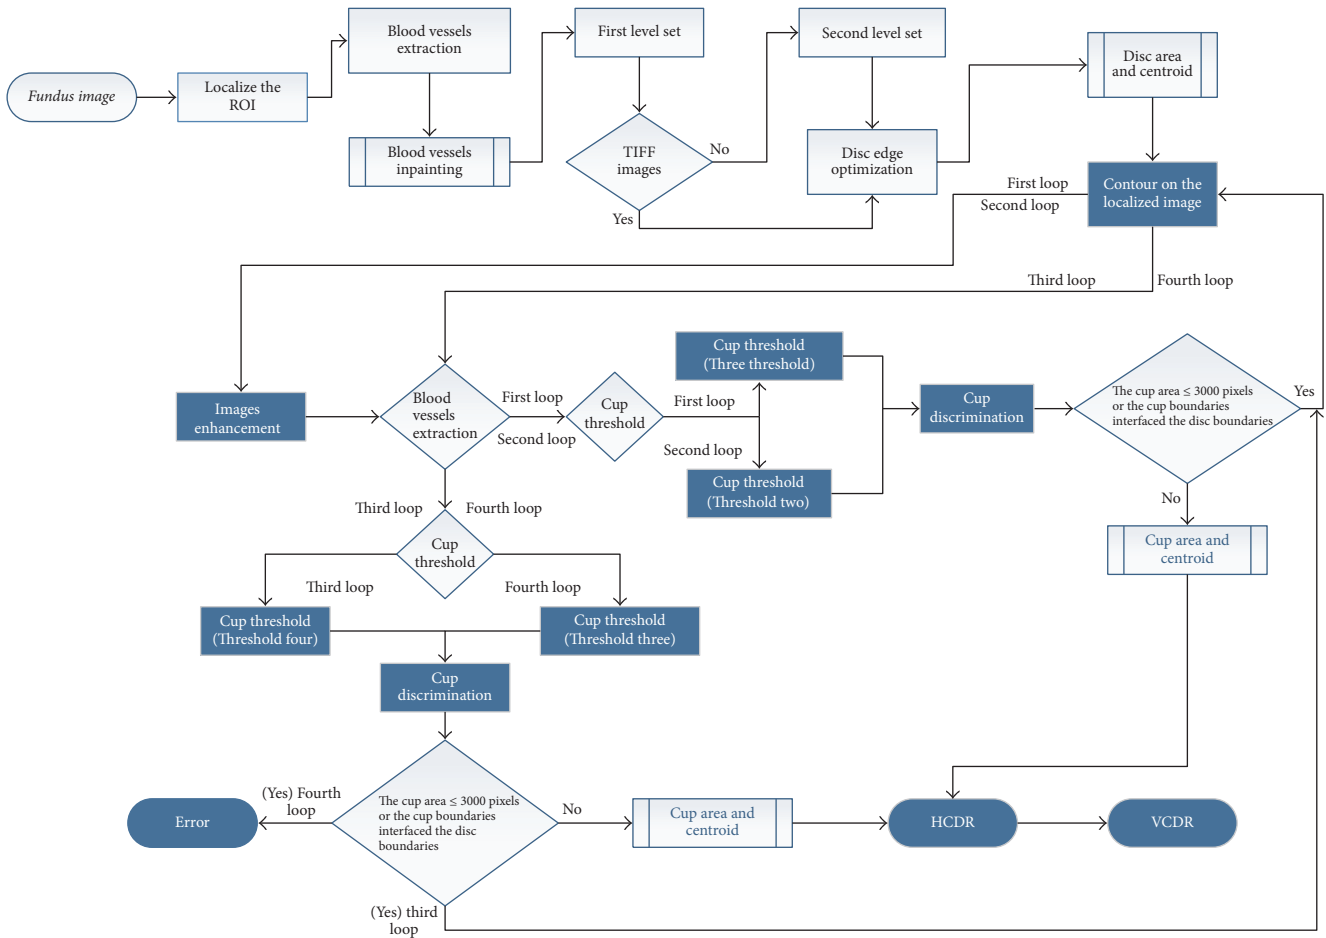 Fundus image
Localize the
ROI
Blood vessels
extraction
Blood vessels
inpainting
First level set
TIFF
images
No
Yes
Second level set
Disc edge
optimization
Disc area
and centroid
Contour on the
localized image
First loop
Second loop
Third loop
Fourth loop
Images
enhancement
Blood
vessels
extraction
First loop
Second loop
Cup
threshold
First loop
Second loop
Cup threshold
(Three threshold)
Cup threshold
(Threshold two)
Cup
discrimination
The cup area ≤ 3000 pixels
or the cup boundaries
interfaced the disc boundaries
Yes
No
Cup area and
centroid
Third loop
Fourth loop
Cup
threshold
Third loop
Fourth loop
Cup threshold
(Threshold four)
Cup threshold
(Threshold three)
Cup
discrimination
The cup area ≤ 3000 pixels
or the cup boundaries
interfaced the disc
boundaries
(Yes) Fourth
loop
Error
No
Cup area and
centroid
HCDR
VCDR
(Yes) third
loop